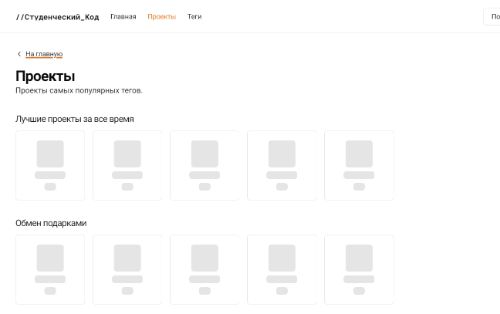 //Студенческий_Код Главная Проекты Теги По
На главную
Проекты
Проекты самых популярных тегов.
Лучшие проекты за все время
Обмен подарками